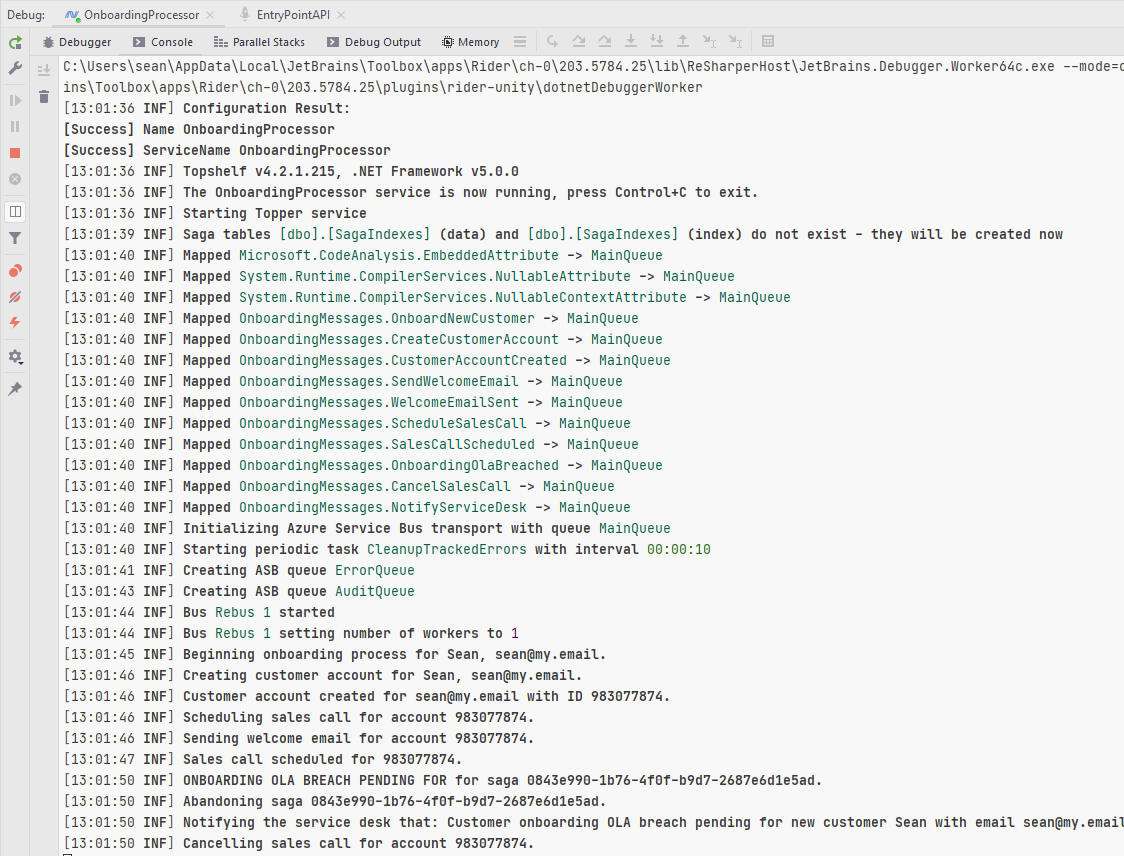 Debug: OnboardingProcessor EntryPointAPI
Debugger Console Parallel Stacks Debug Output Memory
C:\Users\sean\AppData\Local\JetBrains\Toolbox\apps\Rider\ch-0\203.5784.25\lib\ReSharperHost\JetBrains.Debugger.Worker64c.exe --mode=
ins\Toolbox\apps\Rider\ch-0\203.5784.25\plugins\rider-unity\dotnetDebuggerWorker
[13:01:36 INF] Configuration Result:
[Success] Name OnboardingProcessor
[Success] ServiceName OnboardingProcessor
[13:01:36 INF] Topshelf v4.2.1.215, .NET Framework v5.0.0
[13:01:36 INF] The OnboardingProcessor service is now running, press Control+C to exit.
[13:01:36 INF] Starting Topper service
[13:01:39 INF] Saga tables [dbo].[SagaIndexes] (data) and [dbo].[SagaIndexes] (index) do not exist - they will be created now
[13:01:40 INF] Mapped Microsoft.CodeAnalysis.EmbeddedAttribute -> MainQueue
[13:01:40 INF] Mapped System.Runtime.CompilerServices.NullableAttribute -> MainQueue
[13:01:40 INF] Mapped System.Runtime.CompilerServices.NullableContextAttribute -> MainQueue
[13:01:40 INF] Mapped OnboardingMessages.OnboardNewCustomer -> MainQueue
[13:01:40 INF] Mapped OnboardingMessages.CreateCustomerAccount -> MainQueue
[13:01:40 INF] Mapped OnboardingMessages.CustomerAccountCreated -> MainQueue
[13:01:40 INF] Mapped OnboardingMessages.SendWelcomeEmail -> MainQueue
[13:01:40 INF] Mapped OnboardingMessages.WelcomeEmailSent -> MainQueue
[13:01:40 INF] Mapped OnboardingMessages.ScheduleSalesCall -> MainQueue
[13:01:40 INF] Mapped OnboardingMessages.SalesCallScheduled -> MainQueue
[13:01:40 INF] Mapped OnboardingMessages.OnboardingOlaBreached -> MainQueue
[13:01:40 INF] Mapped OnboardingMessages.CancelSalesCall -> MainQueue
[13:01:40 INF] Mapped OnboardingMessages.NotifyServiceDesk -> MainQueue
[13:01:40 INF] Initializing Azure Service Bus transport with queue MainQueue
[13:01:40 INF] Starting periodic task CleanupTrackedErrors with interval 00:00:10
[13:01:41 INF] Creating ASB queue ErrorQueue
[13:01:43 INF] Creating ASB queue AuditQueue
[13:01:44 INF] Bus Rebus 1 started
[13:01:44 INF] Bus Rebus 1 setting number of workers to 1
[13:01:45 INF] Beginning onboarding process for Sean, sean@my.email.
[13:01:46 INF] Creating customer account for Sean, sean@my.email.
[13:01:46 INF] Customer account created for sean@my.email with ID 983077874.
[13:01:46 INF] Scheduling sales call for account 983077874.
[13:01:46 INF] Sending welcome email for account 983077874.
[13:01:47 INF] Sales call scheduled for 983077874.
[13:01:50 INF] ONBOARDING OLA BREACH PENDING FOR for saga 0843e990-1b76-4f0f-b9d7-2687e6d1e5ad.
[13:01:50 INF] Abandoning saga 0843e990-1b76-4f0f-b9d7-2687e6d1e5ad.
[13:01:50 INF] Notifying the service desk that: Customer onboarding OLA breach pending for new customer Sean with email sean@my.email
[13:01:50 INF] Cancelling sales call for account 983077874.